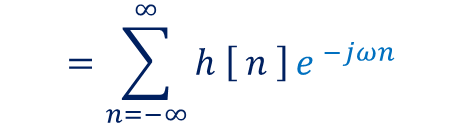 = ∞∑n=−∞ h [ n ] e −jωn